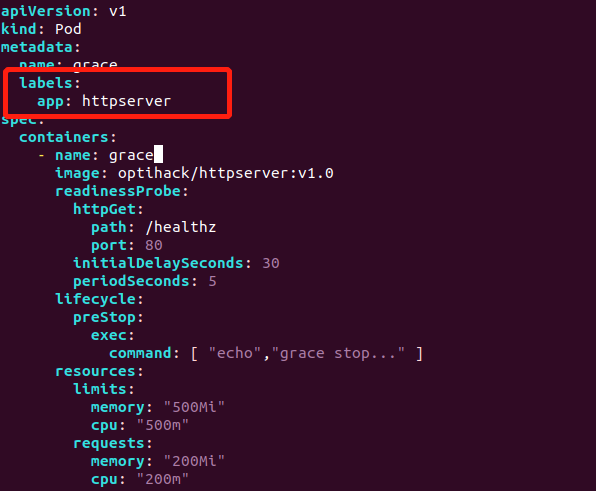 apiVersion: v1
kind: Pod
metadata:
  name: grace
  labels:
    app: httpserver
spec:
  containers:
    - name: grace
      image: optihack/httpserver:v1.0
      readinessProbe:
        httpGet:
          path: /healthz
          port: 80
        initialDelaySeconds: 30
        periodSeconds: 5
      lifecycle:
        preStop:
          exec:
            command: [ "echo","grace stop..." ]
      resources:
        limits:
          memory: "500Mi"
          cpu: "500m"
        requests:
          memory: "200Mi"
          cpu: "200m"